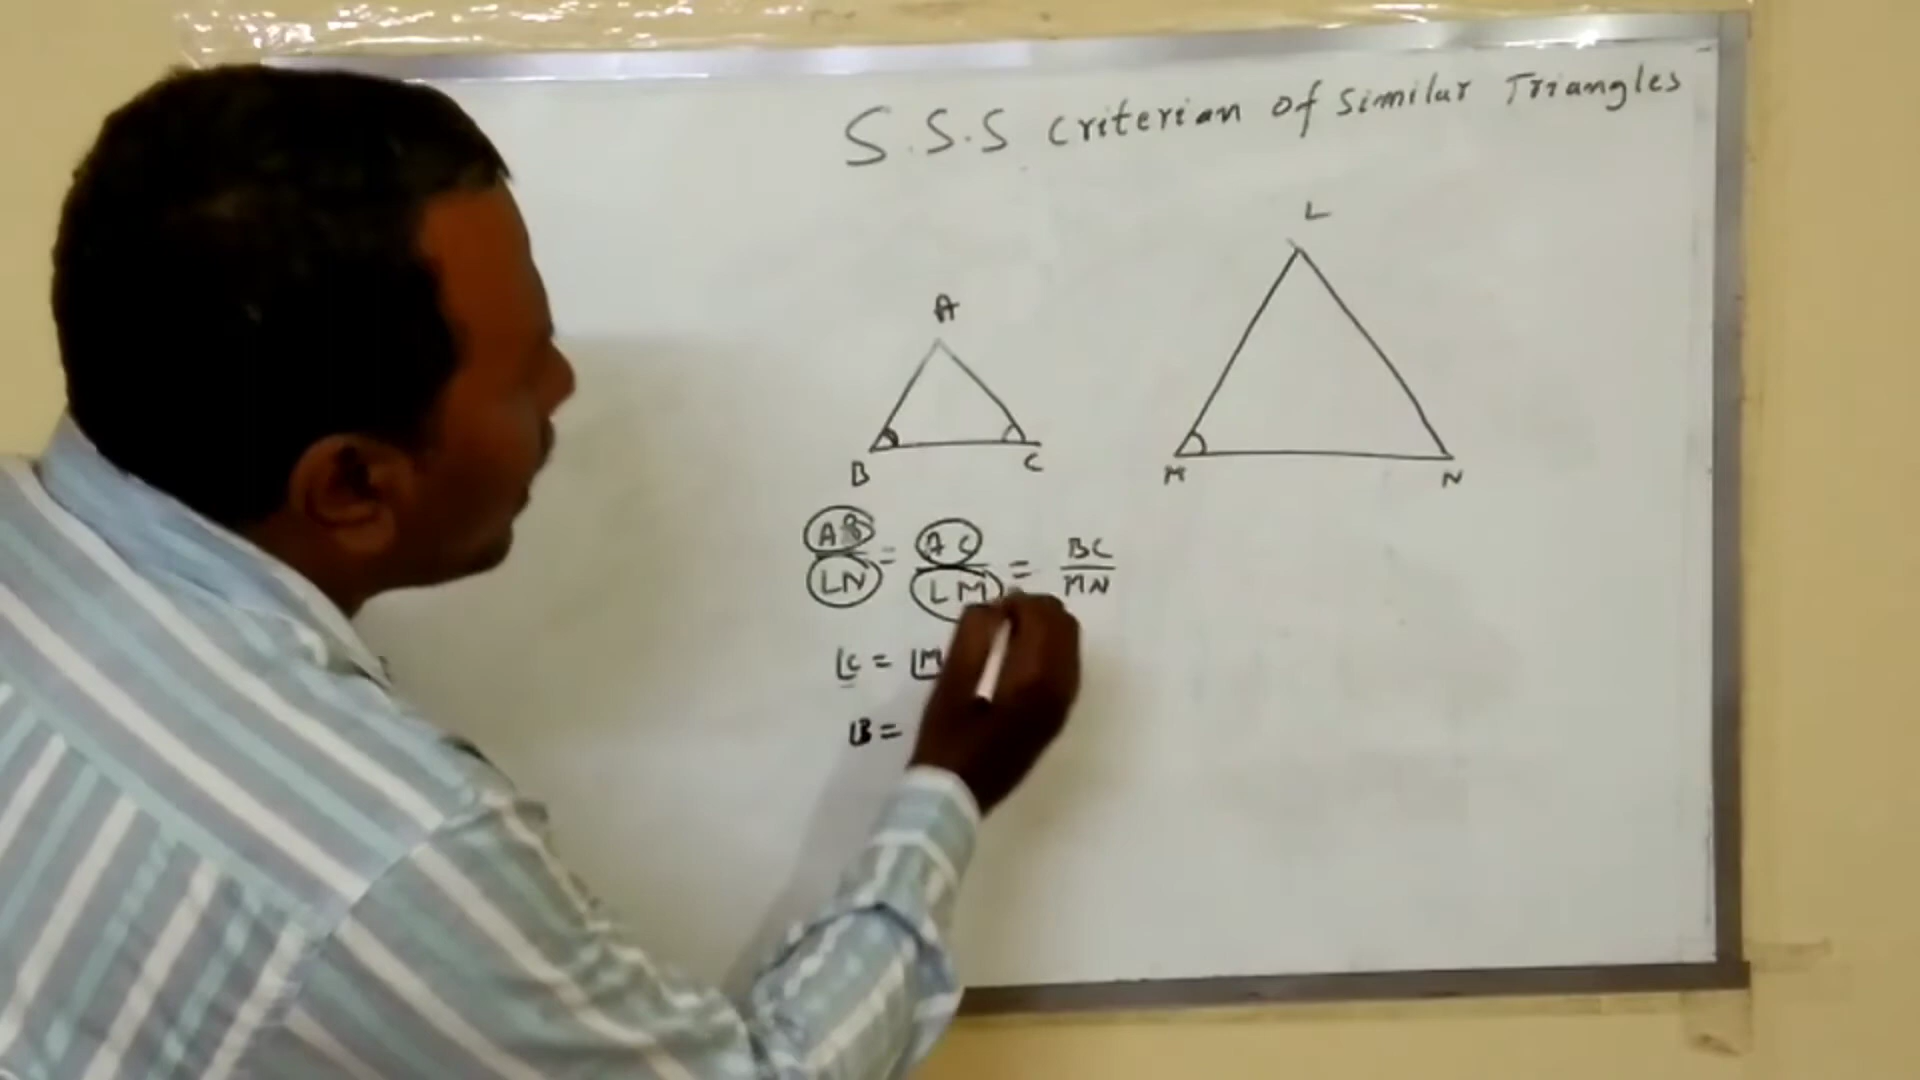 S.S.S criterian of similar Triangles
L
A
B C
M N
AB/LN = AC/LM = BC/MN
∠C = ∠M
∠B =